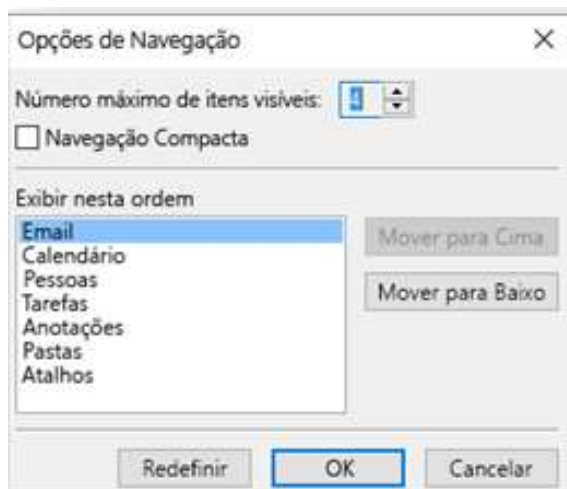 Opções de Navegação
Número máximo de itens visíveis: 4
Navegação Compacta
Exibir nesta ordem
Email
Calendário
Pessoas
Tarefas
Anotações
Pastas
Atalhos
Mover para Cima
Mover para Baixo
Redefinir
OK
Cancelar